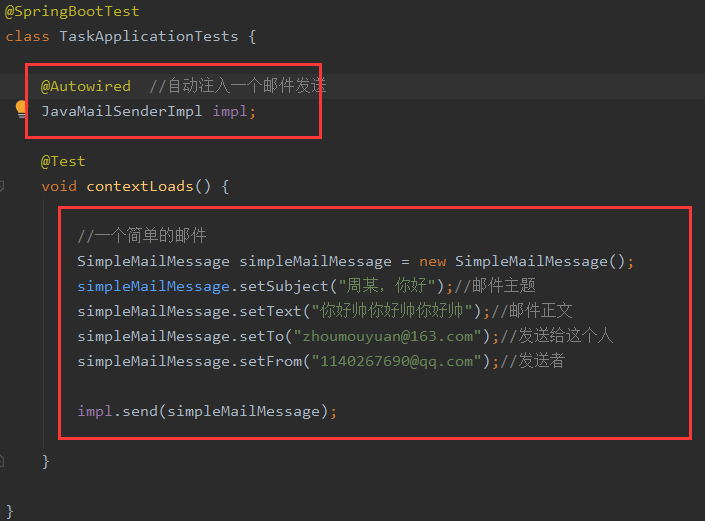 @SpringBootTest
class TaskApplicationTests {
@Autowired  //自动注入一个邮件发送
JavaMailSenderImpl impl;
@Test
void contextLoads() {
//一个简单的邮件
SimpleMailMessage simpleMailMessage = new SimpleMailMessage();
simpleMailMessage.setSubject("周某，你好");//邮件主题
simpleMailMessage.setText("你好帅你好帅你好帅");//邮件正文
simpleMailMessage.setTo("zhoumouyuan@163.com");//发送给这个人
simpleMailMessage.setFrom("1140267690@qq.com");//发送者
impl.send(simpleMailMessage);
}
}